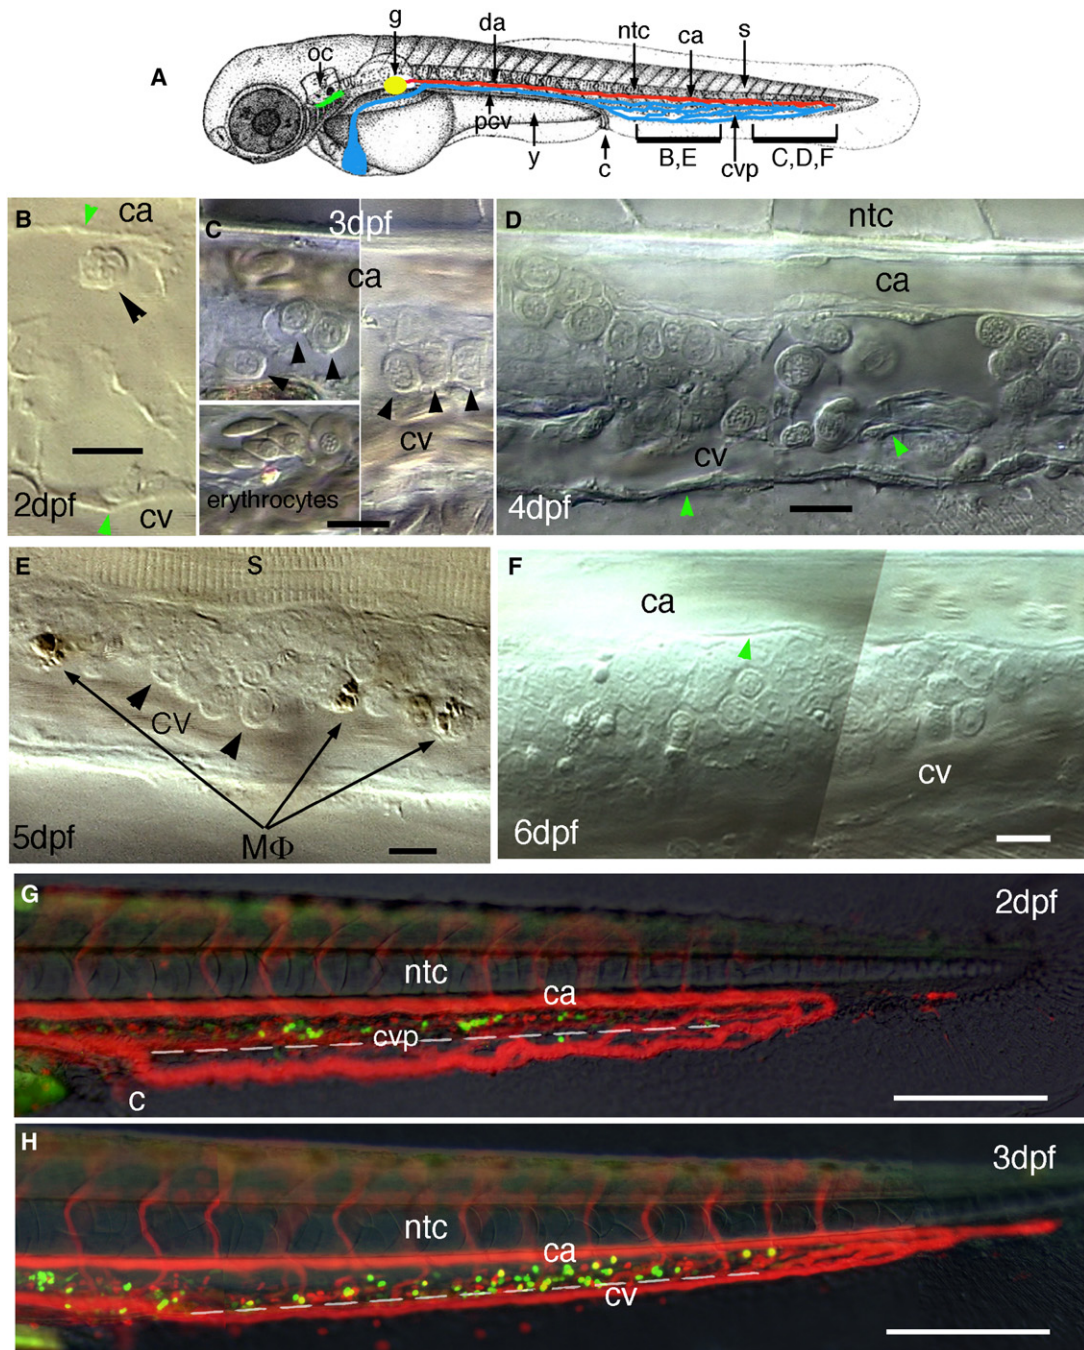 A
g
da
ntc
ca
s
oc
pcv
y
c
B,E
cvp
C,D,F
B
ca
2dpf
cv
C
3dpf
ca
cv
erythrocytes
D
ntc
ca
cv
4dpf
E
S
CV
5dpf
MΦ
F
ca
cv
6dpf
G
2dpf
ntc
ca
cvp
c
H
3dpf
ntc
ca
cv